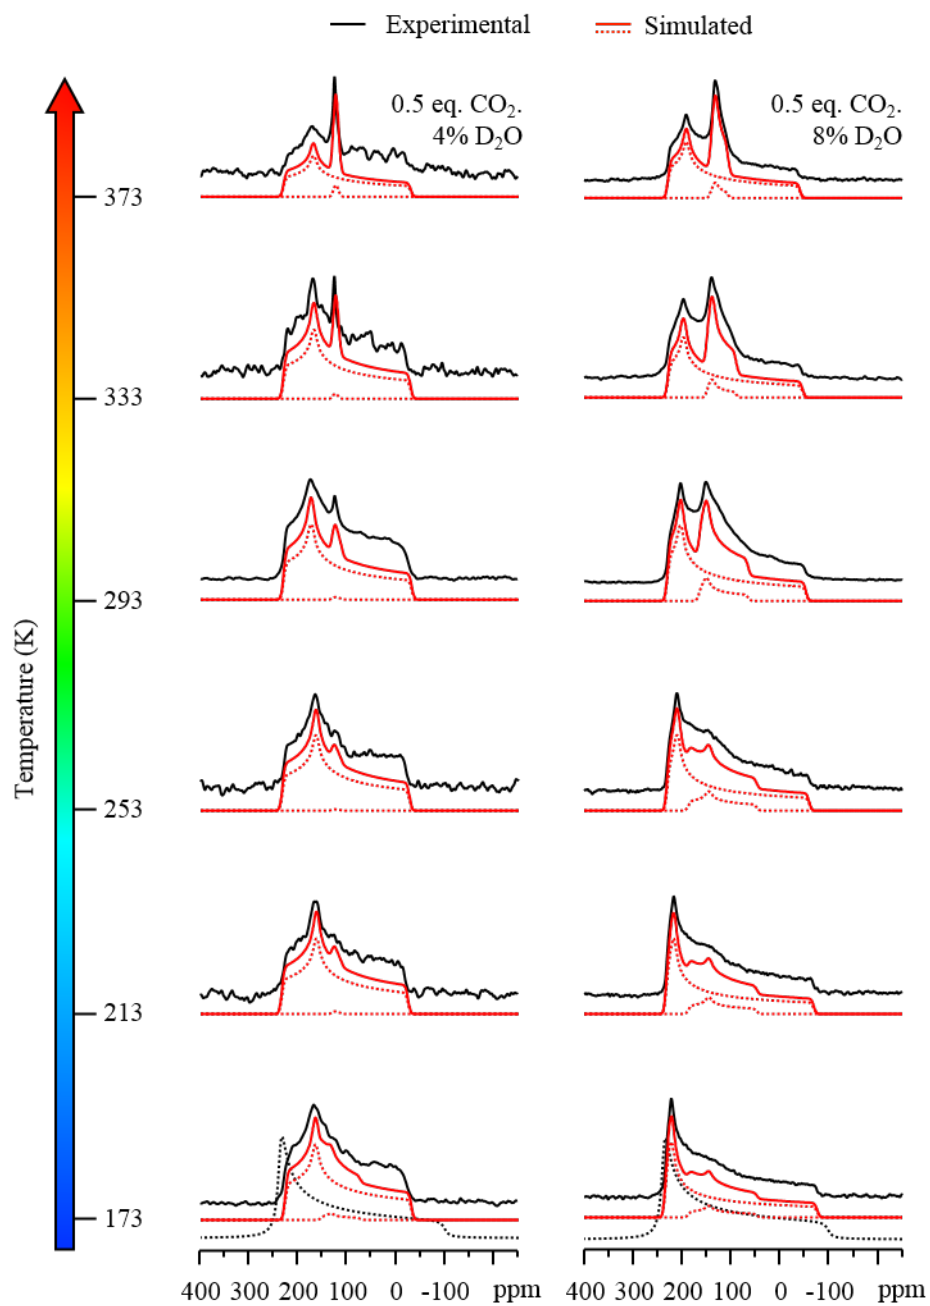 Experimental
Simulated
0.5 eq. CO₂.
4% D₂O
0.5 eq. CO₂.
8% D₂O
Temperature (K)
373
333
293
253
213
173
400 300 200 100 0 -100 ppm
400 300 200 100 0 -100 ppm